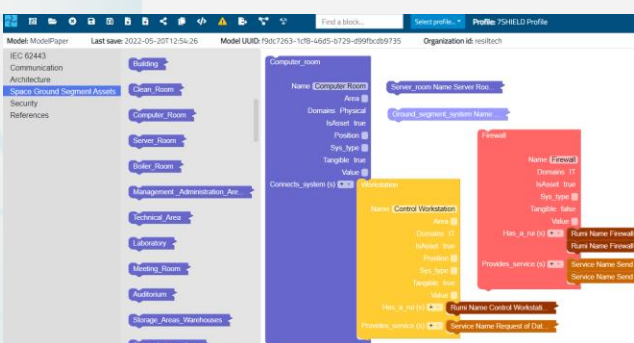 Find a block...
Select profile...
Profile: 7SHIELD Profile
Model: ModelPaper
Last save: 2022-05-20T12:54:26
Model UUID: f9dc7263-1cf8-46d5-b729-d99fbcdb9735
Organization id: resiltech
IEC 62443
Communication
Architecture
Space Ground Segment Assets
Security
References
Building
Clean_Room
Computer_Room
Server_Room
Boiler_Room
Management_Administration_Are...
Technical_Area
Laboratory
Meeting_Room
Auditorium
Storage_Areas_Warehouses
Computer_room
Name Computer Room
Area
Domains Physical
IsAsset true
Position
Sys_type
Tangible true
Value
Connects_system (s)
Server_room Name Server Roo...
Ground_segment_system Name ...
Workstation
Name Control Workstation
Area
Domains IT
IsAsset true
Position
Sys_type
Tangible true
Value
Has_a_rui (s)
Rumi Name Control Workstati...
Provides_service (s)
Service Name Request of Dat...
Firewall
Name Firewall
Domains IT
IsAsset true
Sys_type
Tangible false
Value
Has_a_rui (s)
Rumi Name Firewall
Rumi Name Firewall
Provides_service (s)
Service Name Send
Service Name Send